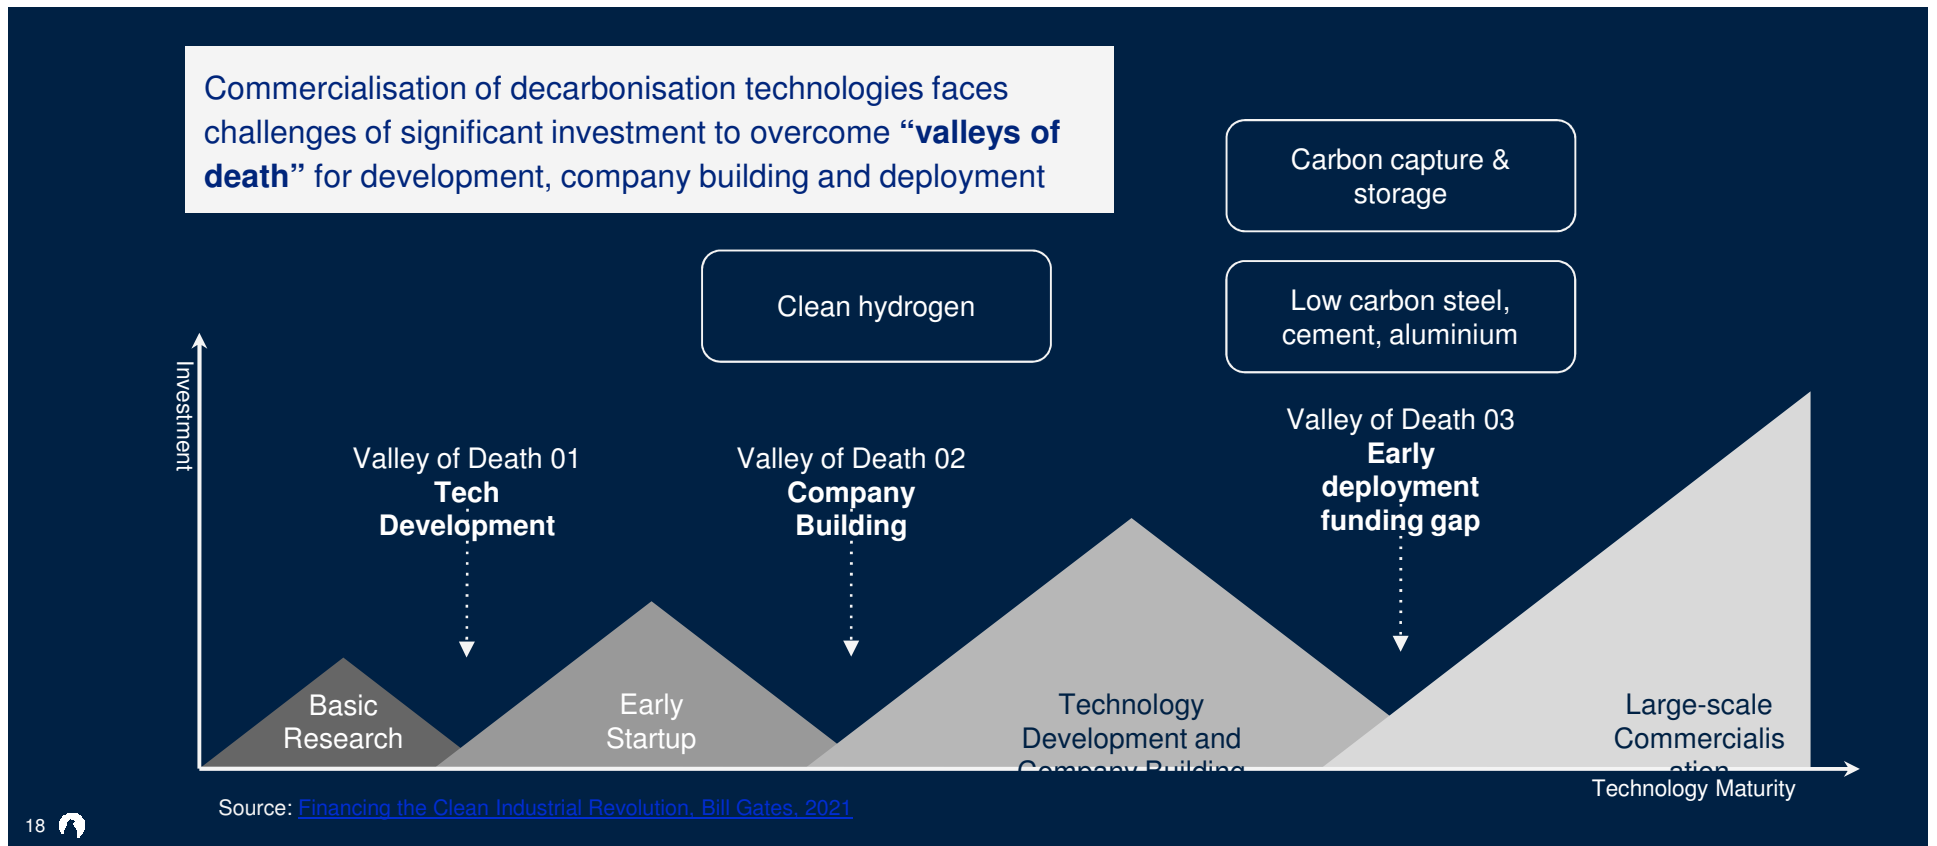 Commercialisation of decarbonisation technologies faces
challenges of significant investment to overcome “valleys of
death” for development, company building and deployment
Carbon capture &
storage
Clean hydrogen
Low carbon steel,
cement, aluminium
Investment
Valley of Death 01
Tech
Development
Valley of Death 02
Company
Building
Valley of Death 03
Early
deployment
funding gap
Basic
Research
Early
Startup
Technology
Development and
Company Building
Large-scale
Commercialis
ation
Technology Maturity
Source: Financing the Clean Industrial Revolution, Bill Gates, 2021
18